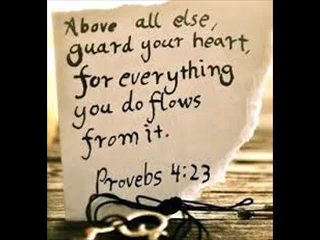 Above all else,
guard your heart,
for everything
you do flows
from it.
Provebs 4:23